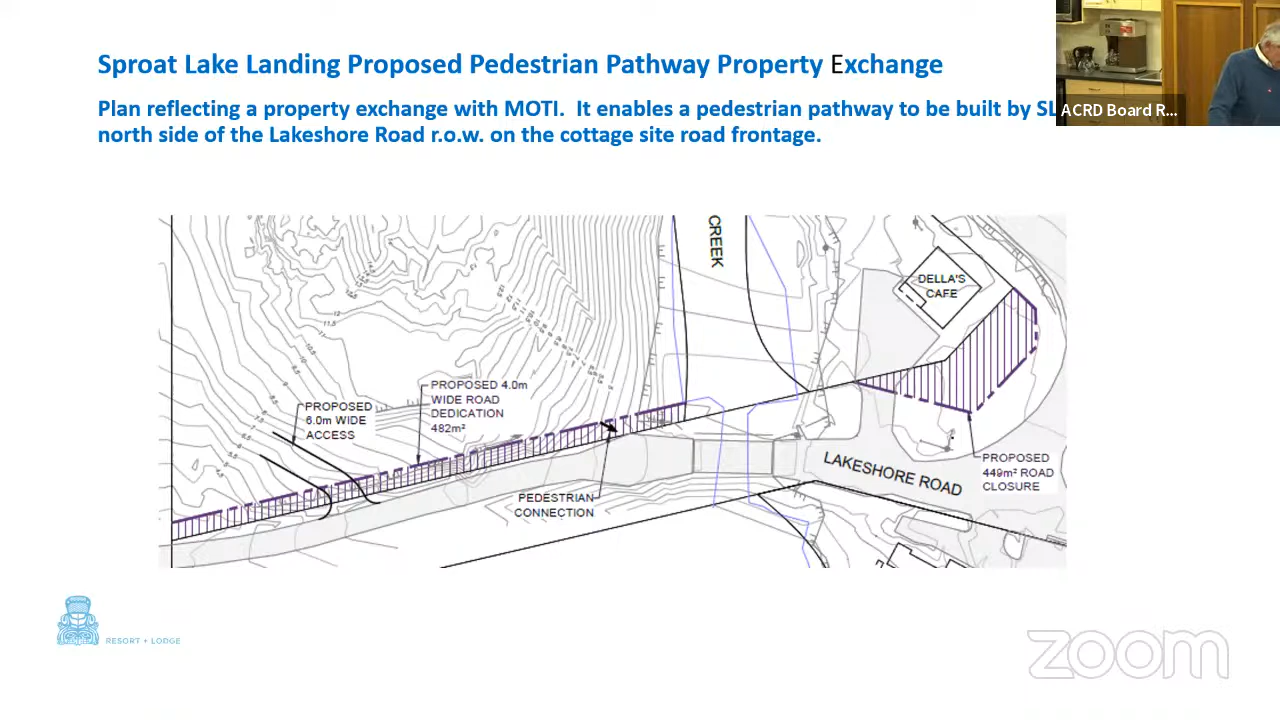 Sproat Lake Landing Proposed Pedestrian Pathway Property Exchange
Plan reflecting a property exchange with MOTI. It enables a pedestrian pathway to be built by SL
north side of the Lakeshore Road r.o.w. on the cottage site road frontage.
ACRD Board R...
CREEK
DELLA'S
CAFE
PROPOSED 4.0m
WIDE ROAD
DEDICATION
482m²
PROPOSED
6.0m WIDE
ACCESS
PEDESTRIAN
CONNECTION
LAKESHORE ROAD
PROPOSED
449m² ROAD
CLOSURE
12
11.5
RESORT + LODGE
zoom